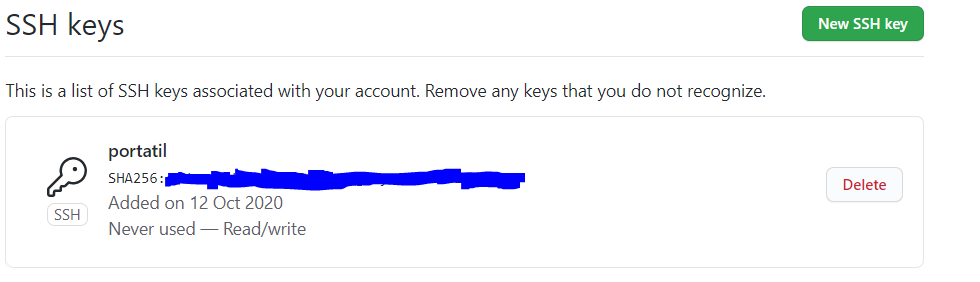 SSH keys
New SSH key
This is a list of SSH keys associated with your account. Remove any keys that you do not recognize.
portatil
SHA256:
Added on 12 Oct 2020
Never used — Read/write
SSH
Delete